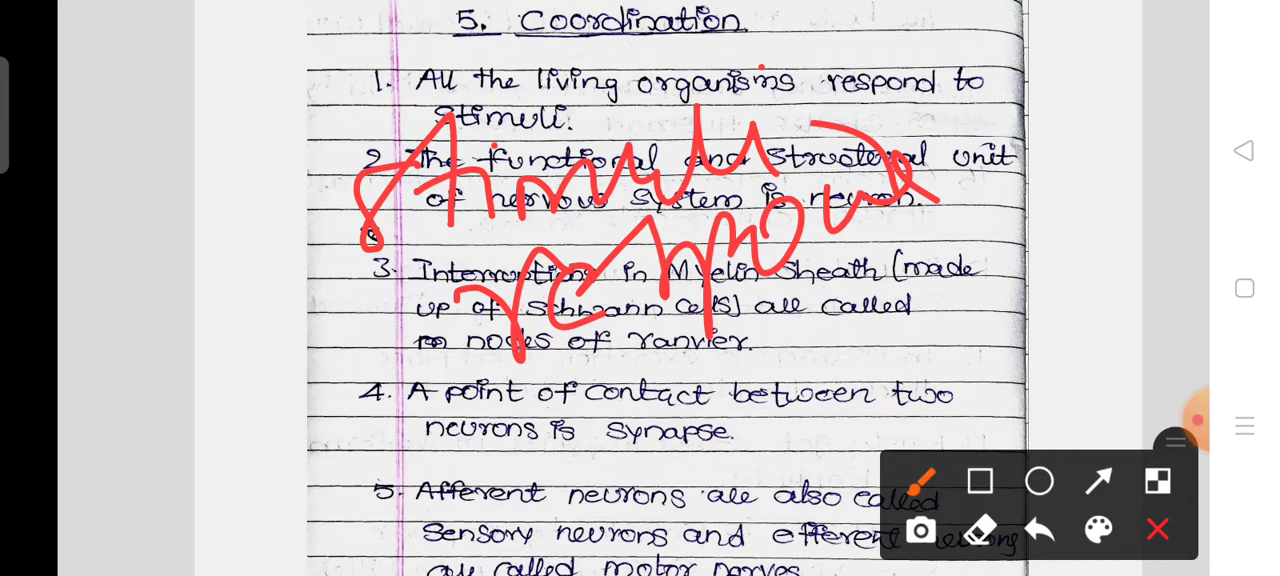 5. Coordination
1. All the living organisms respond to
stimuli.
2. The functional and structural unit
of nervous system is neuron.
3. Interruptions in Myelin Sheath (made
up of Schwann cells) are called
nodes of ranvier.
4. A point of contact between two
neurons is synapse.
5. Afferent neurons are also called
sensory neurons and efferent neurons
are called motor nerves